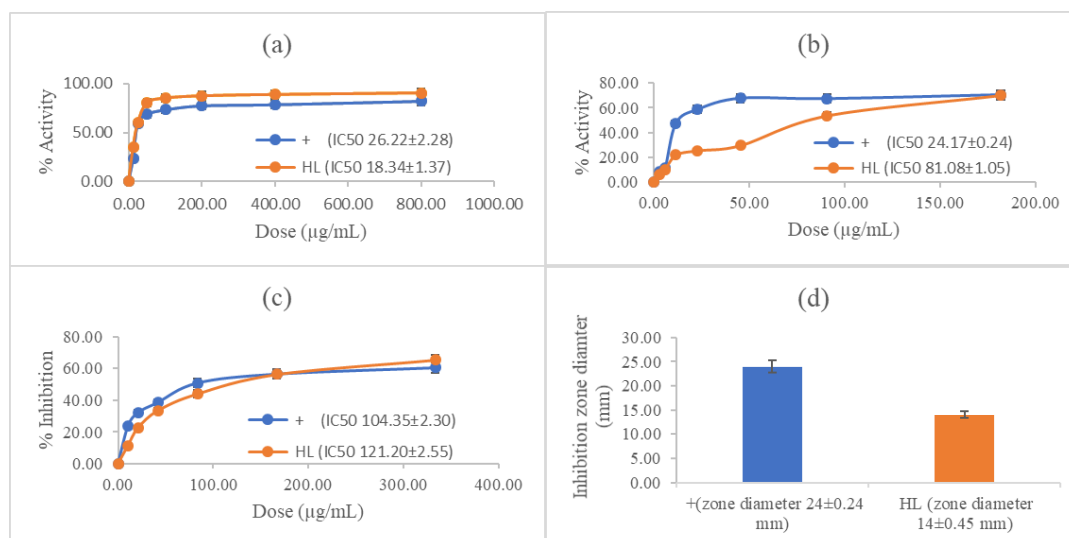 (a)
% Activity
100.00
50.00
0.00
+ (IC50 26.22±2.28)
HL (IC50 18.34±1.37)
0.00 200.00 400.00 600.00 800.00 1000.00
Dose (µg/mL)
(b)
% Activity
80.00
60.00
40.00
20.00
0.00
+ (IC50 24.17±0.24)
HL (IC50 81.08±1.05)
0.00 50.00 100.00 150.00 200.00
Dose (µg/mL)
(c)
% Inhibition
80.00
60.00
40.00
20.00
0.00
+ (IC50 104.35±2.30)
HL (IC50 121.20±2.55)
0.00 100.00 200.00 300.00 400.00
Dose (µg/mL)
(d)
Inhibition zone diamter
(mm)
30.00
25.00
20.00
15.00
10.00
5.00
0.00
+(zone diameter 24±0.24
mm)
HL (zone diameter
14±0.45 mm)